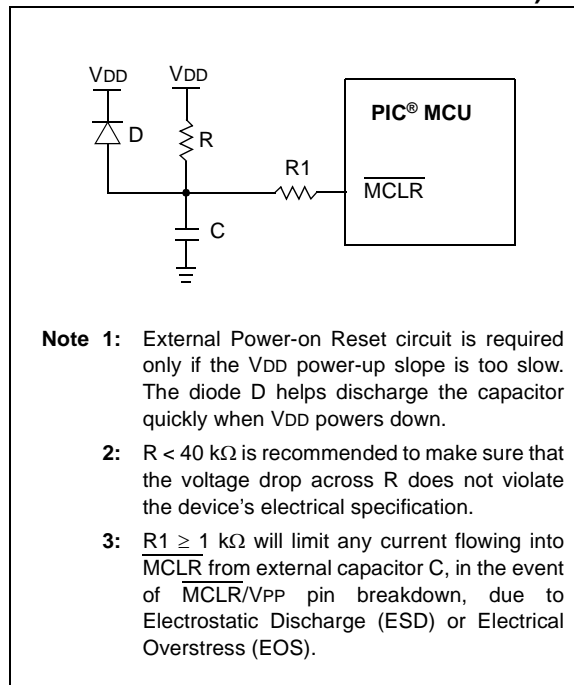 VDD VDD
PIC® MCU
D
R
R1
MCLR
C
Note 1: External Power-on Reset circuit is required
only if the VDD power-up slope is too slow.
The diode D helps discharge the capacitor
quickly when VDD powers down.
2: R < 40 kΩ is recommended to make sure that
the voltage drop across R does not violate
the device's electrical specification.
3: R1 ≥ 1 kΩ will limit any current flowing into
MCLR from external capacitor C, in the event
of MCLR/VPP pin breakdown, due to
Electrostatic Discharge (ESD) or Electrical
Overstress (EOS).